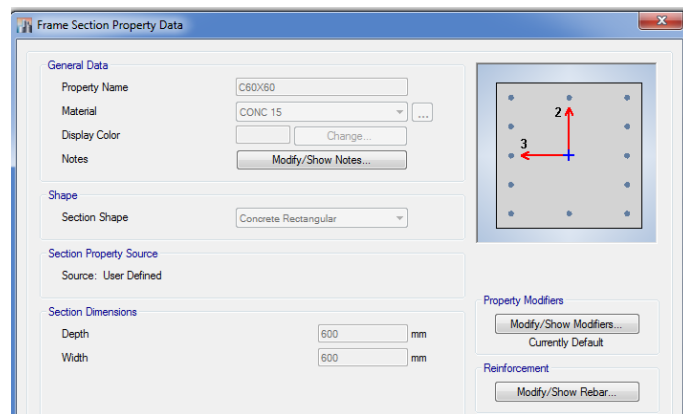 Frame Section Property Data
General Data
Property Name C60X60
Material CONC 15 ...
Display Color Change...
Notes Modify/Show Notes...
Shape
Section Shape Concrete Rectangular
Section Property Source
Source: User Defined
Section Dimensions
Depth 600 mm
Width 600 mm
2
3
Property Modifiers
Modify/Show Modifiers...
Currently Default
Reinforcement
Modify/Show Rebar...